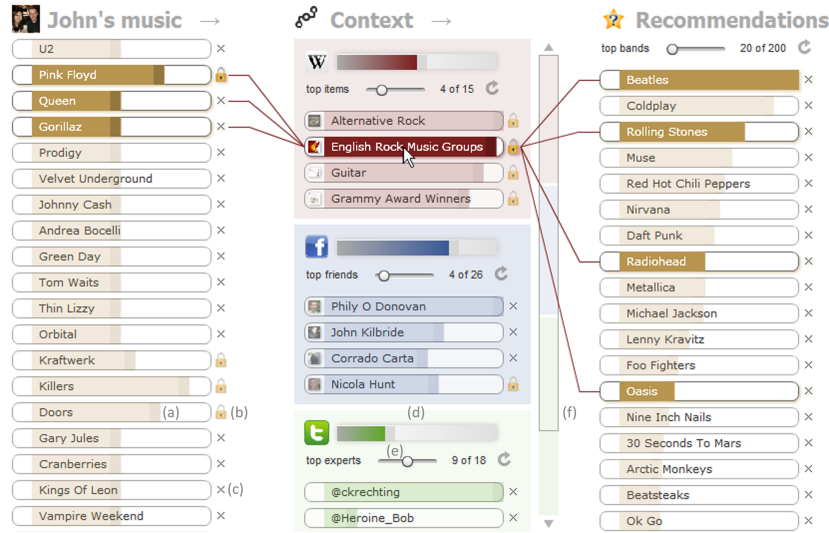 John's music →
U2 ×
Pink Floyd
Queen
Gorillaz
Prodigy ×
Velvet Underground ×
Johnny Cash ×
Andrea Bocelli ×
Green Day ×
Tom Waits ×
Thin Lizzy ×
Orbital ×
Kraftwerk
Killers
Doors (a) (b)
Gary Jules ×
Cranberries ×
Kings Of Leon × (c)
Vampire Weekend ×
Context →
W
top items 4 of 15
Alternative Rock
English Rock Music Groups
Guitar
Grammy Award Winners
f
top friends 4 of 26
Phily O Donovan ×
John Kilbride ×
Corrado Carta ×
Nicola Hunt
(d)
t
(e)
top experts 9 of 18
@ckrechting ×
@Heroine_Bob ×
(f)
Recommendations
top bands 20 of 200
Beatles ×
Coldplay ×
Rolling Stones ×
Muse ×
Red Hot Chili Peppers ×
Nirvana ×
Daft Punk ×
Radiohead ×
Metallica ×
Michael Jackson ×
Lenny Kravitz ×
Foo Fighters ×
Oasis ×
Nine Inch Nails ×
30 Seconds To Mars ×
Arctic Monkeys ×
Beatsteaks ×
Ok Go ×